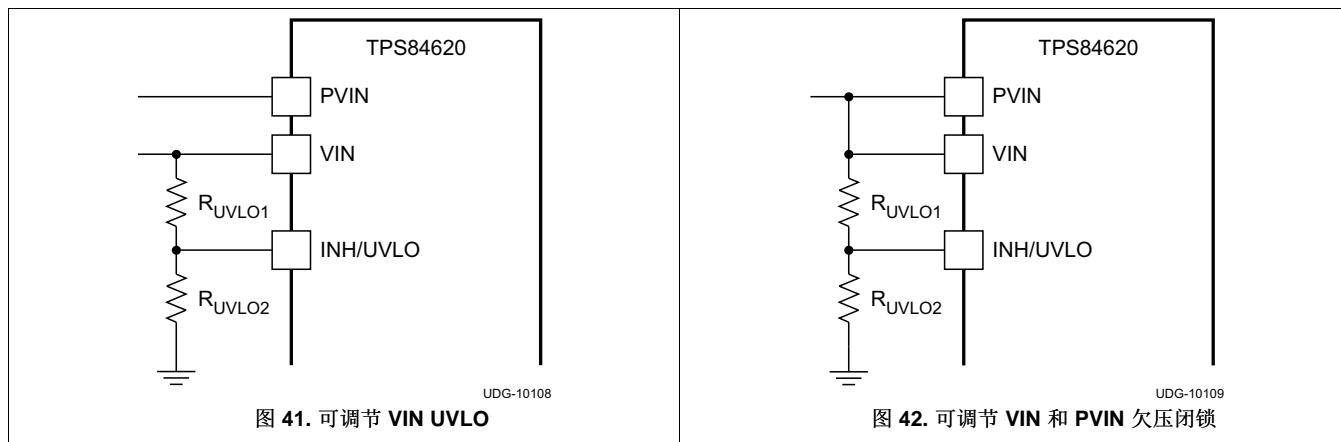 TPS84620
PVIN
VIN
RUVLO1
INH/UVLO
RUVLO2
UDG-10108
图 41. 可调节 VIN UVLO
TPS84620
PVIN
VIN
RUVLO1
INH/UVLO
RUVLO2
UDG-10109
图 42. 可调节 VIN 和 PVIN 欠压闭锁